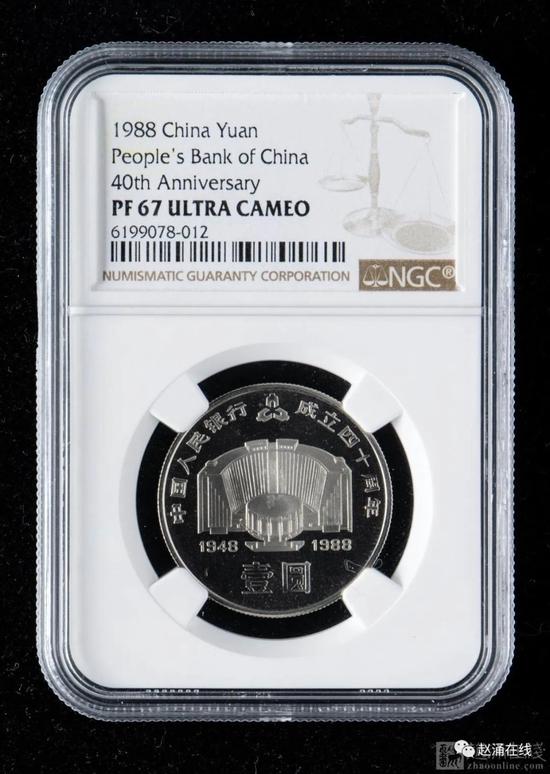 1988 China Yuan
People's Bank of China
40th Anniversary
PF 67 ULTRA CAMEO
6199078-012
NUMISMATIC GUARANTY CORPORATION
NGC®
中国人民银行 成立四十周年
1948 1988
壹圆
赵涌在线
zhaoonline.com